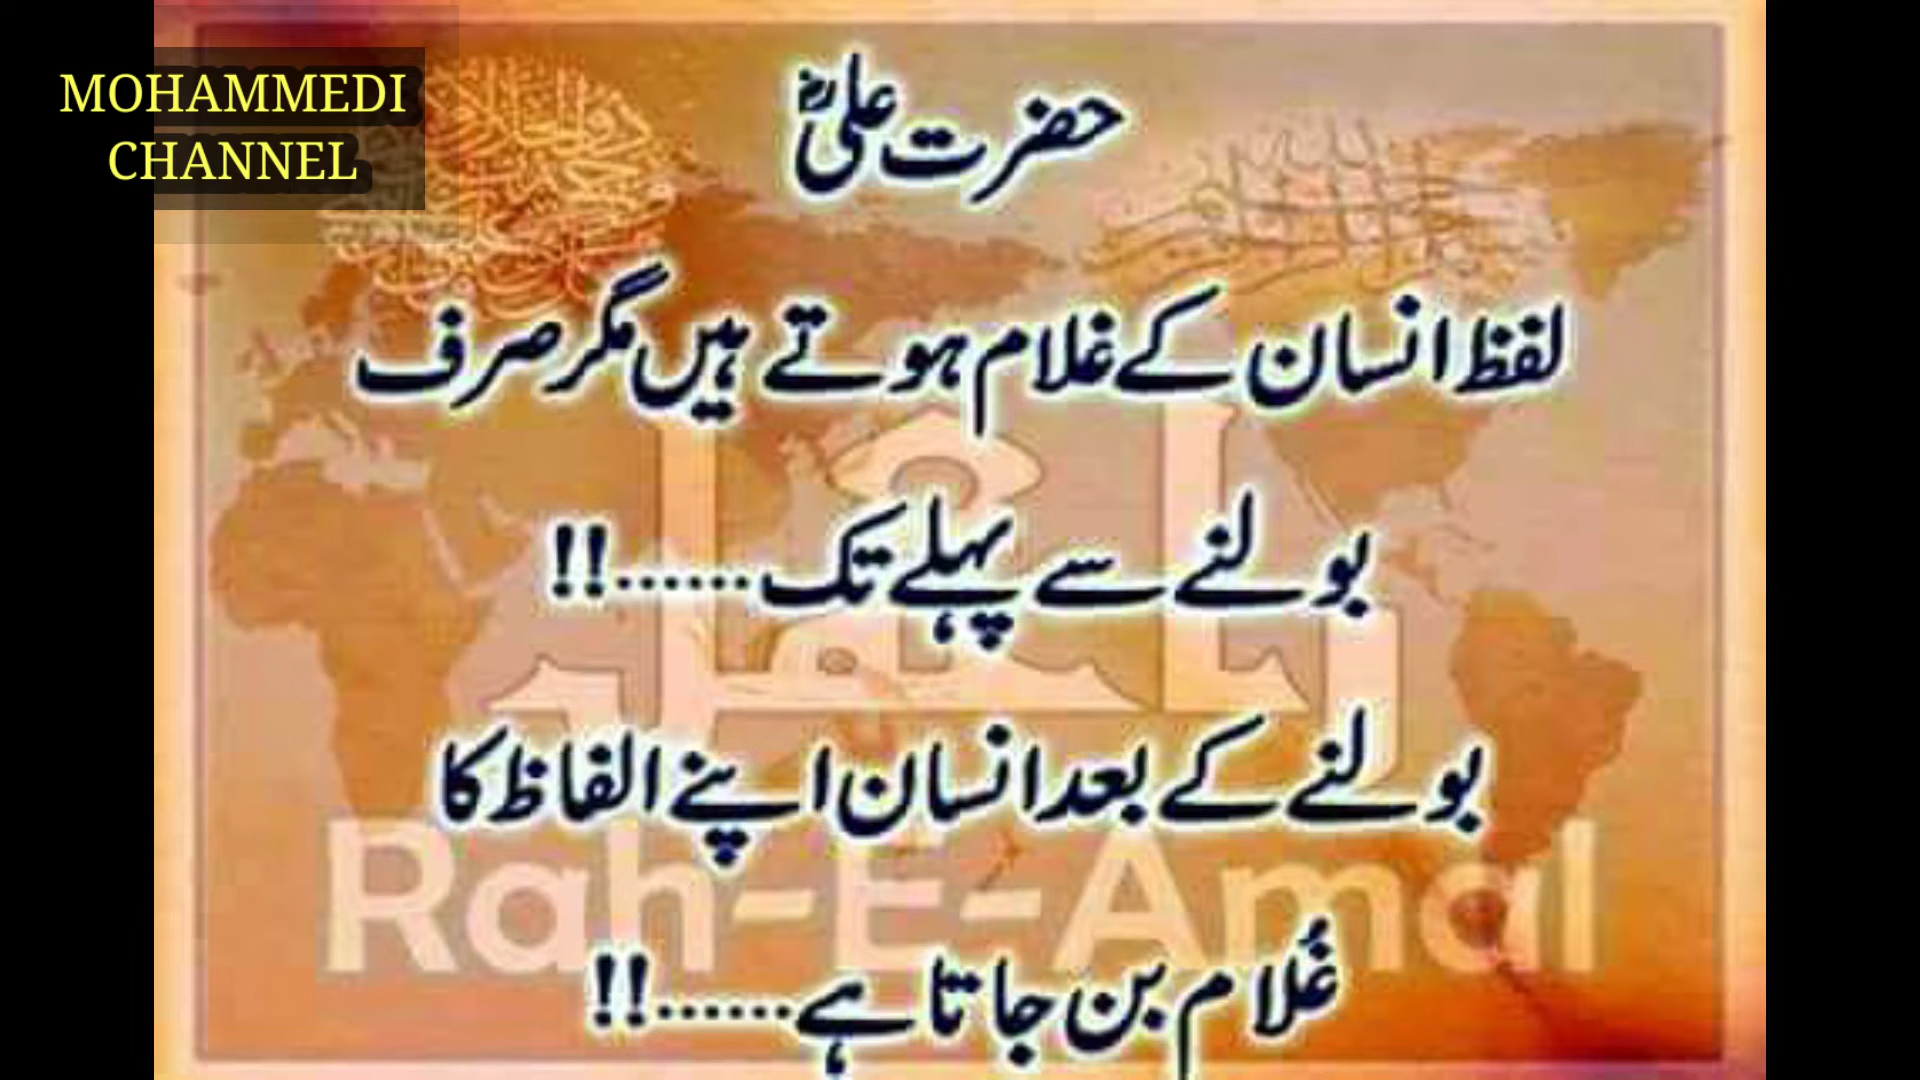 MOHAMMEDI
CHANNEL
حضرت علیؓ
لفظ انسان کے غلام ہوتے ہیں مگر صرف
بولنے سے پہلے تک......!!
بولنے کے بعد انسان اپنے الفاظ کا
غُلام بن جاتا ہے......!!
Rah-E-Amal